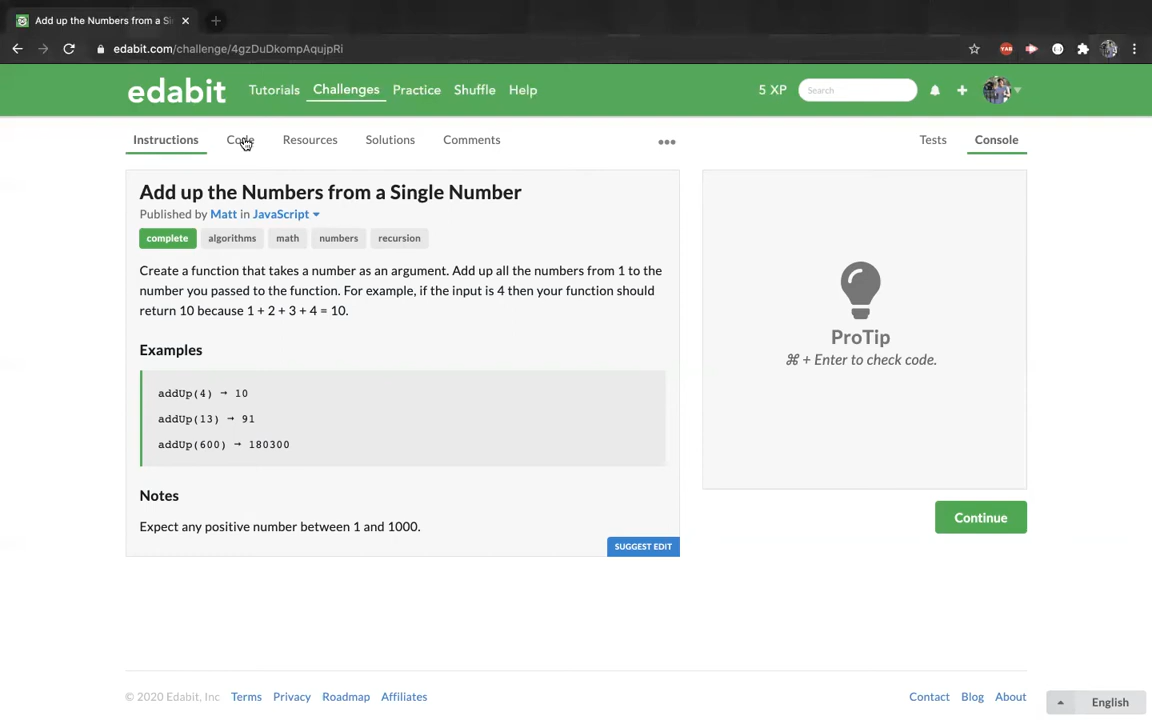 Add up the Numbers from a Si
edabit.com/challenge/4gzDuDkompAqujpRi
YAB
edabit
Tutorials
Challenges
Practice
Shuffle
Help
5 XP
Search
Instructions
Code
Resources
Solutions
Comments
Tests
Console
Add up the Numbers from a Single Number
Published by Matt in JavaScript
complete
algorithms
math
numbers
recursion
Create a function that takes a number as an argument. Add up all the numbers from 1 to the
number you passed to the function. For example, if the input is 4 then your function should
return 10 because 1 + 2 + 3 + 4 = 10.
Examples
addUp(4) → 10
addUp(13) → 91
addUp(600) → 180300
Notes
Expect any positive number between 1 and 1000.
SUGGEST EDIT
ProTip
⌘ + Enter to check code.
Continue
© 2020 Edabit, Inc
Terms
Privacy
Roadmap
Affiliates
Contact
Blog
About
English